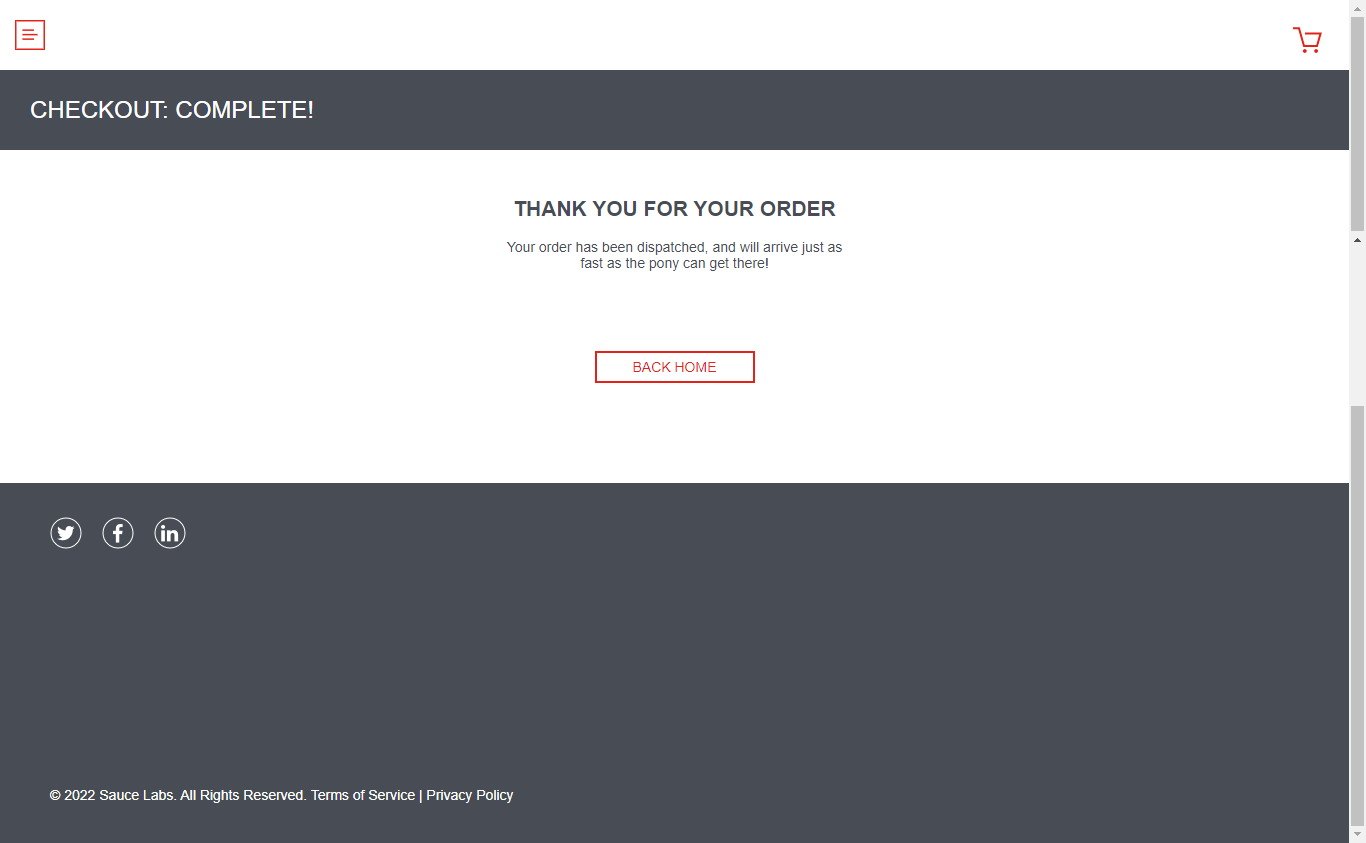 CHECKOUT: COMPLETE!
THANK YOU FOR YOUR ORDER
Your order has been dispatched, and will arrive just as
fast as the pony can get there!
BACK HOME
© 2022 Sauce Labs. All Rights Reserved. Terms of Service | Privacy Policy